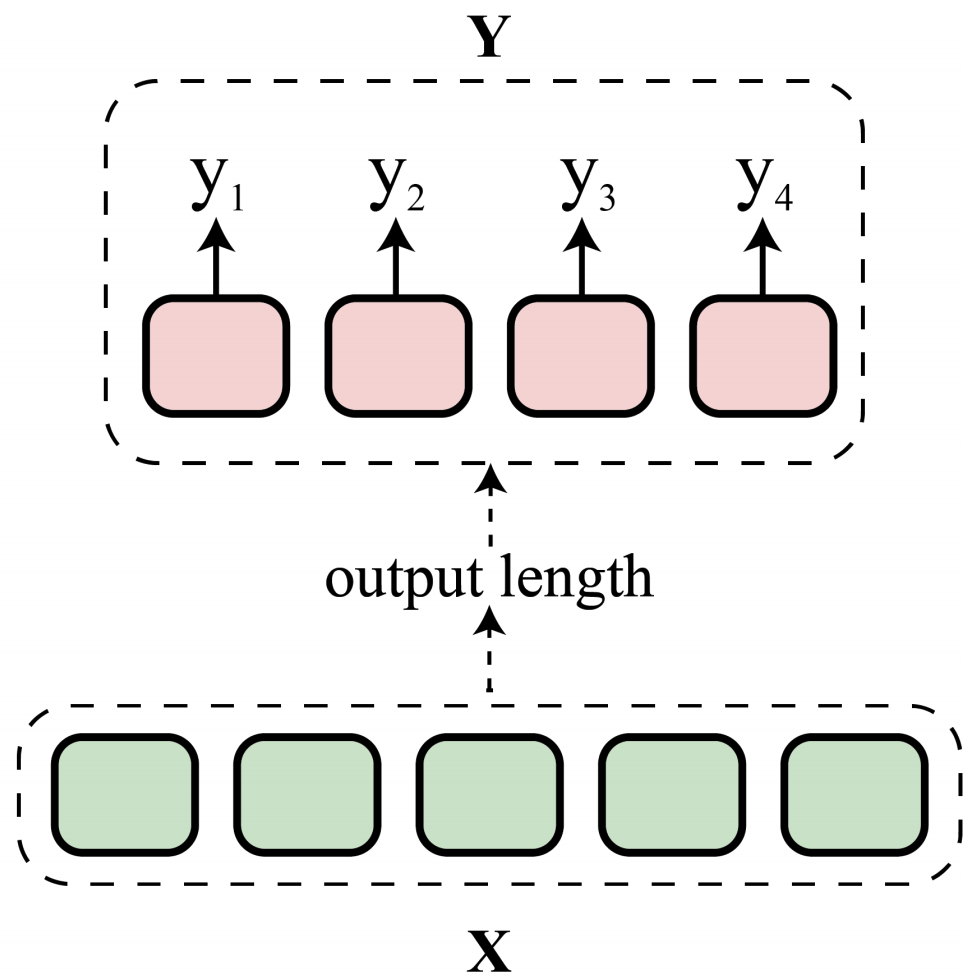 Y
y₁ y₂ y₃ y₄
output length
X